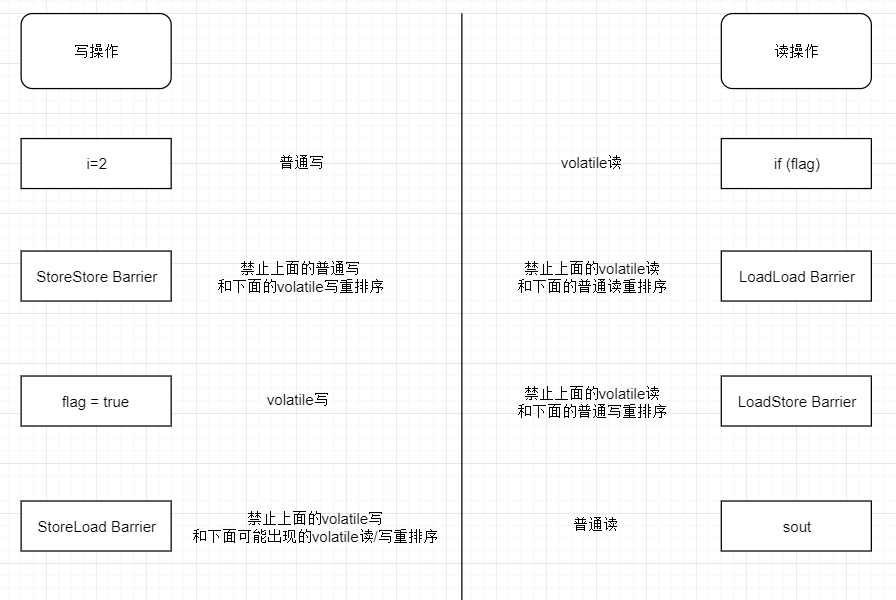 写操作
读操作
i=2
普通写
volatile读
if (flag)
StoreStore Barrier
禁止上面的普通写
和下面的volatile写重排序
禁止上面的volatile读
和下面的普通读重排序
LoadLoad Barrier
flag = true
volatile写
禁止上面的volatile读
和下面的普通写重排序
LoadStore Barrier
StoreLoad Barrier
禁止上面的volatile写
和下面可能出现的volatile读/写重排序
普通读
sout